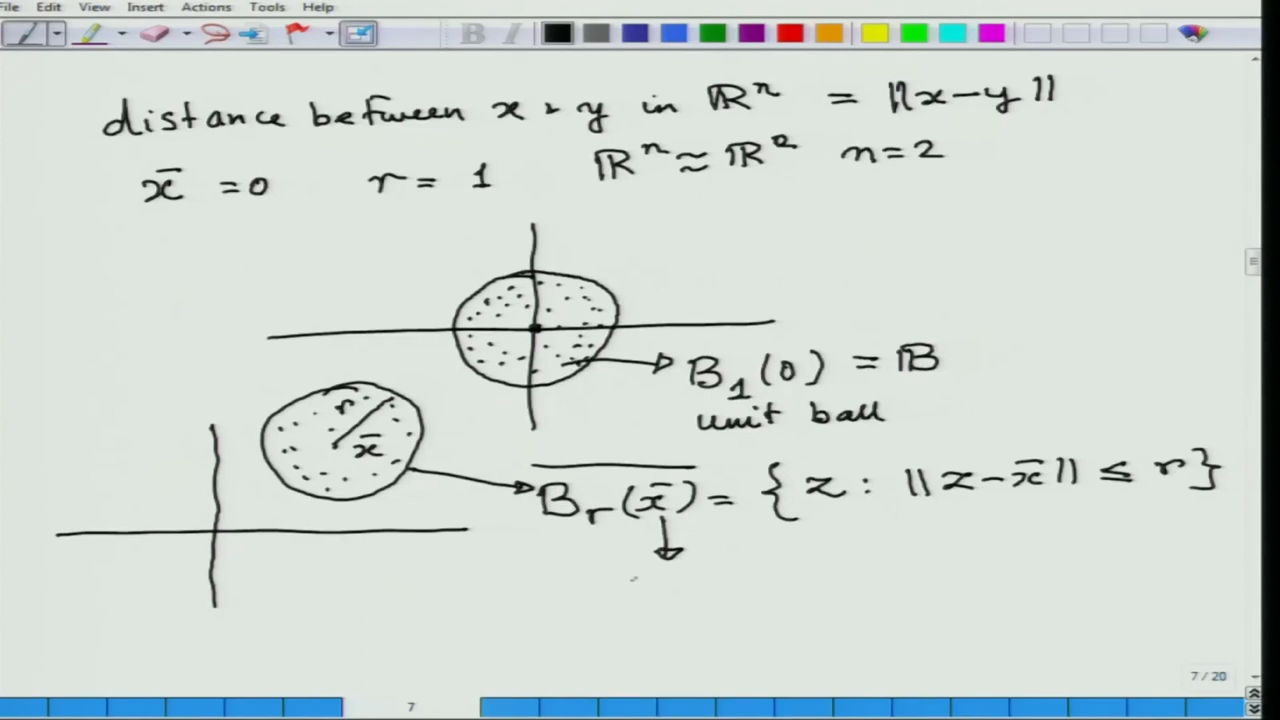 File Edit View Insert Actions Tools Help
B I
distance between x & y in ℝⁿ = ||x-y||
x̄ = 0 r = 1 ℝⁿ ≈ ℝ² n = 2
B₁(0) = 𝔹
unit ball
r
x̄
B̅ᵣ(x̄) = {z : ||z-x̄|| ≤ r}
7 / 20
7